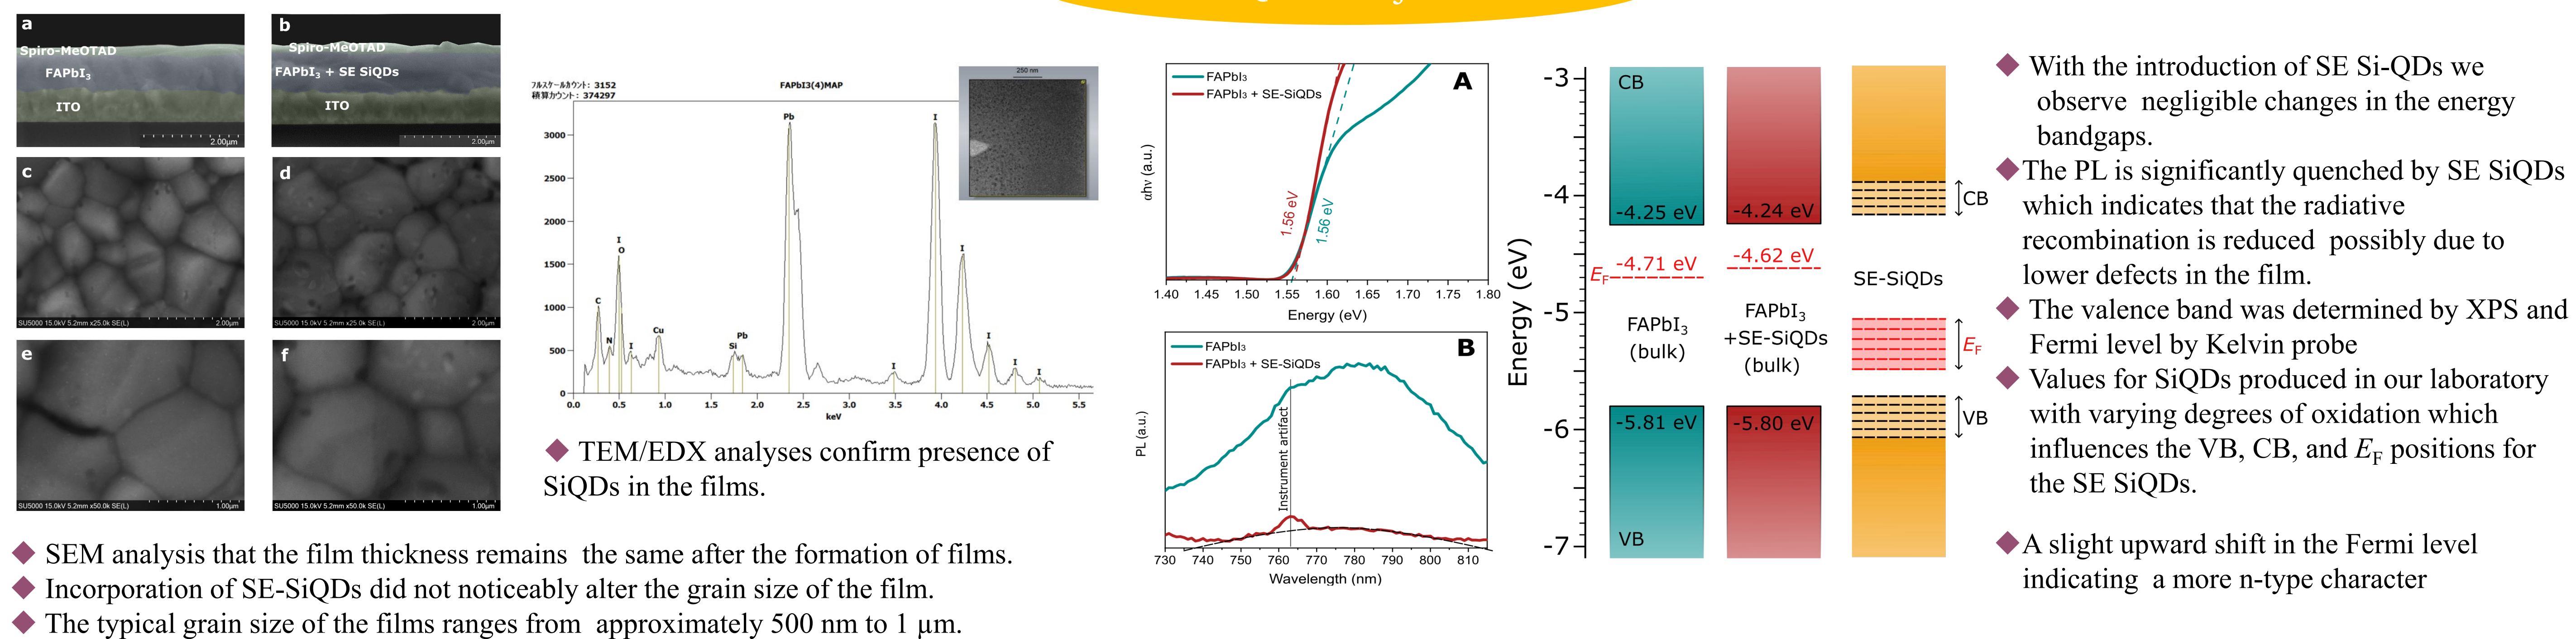 a
Spiro-MeOTAD
FAPbI₃
ITO
2.00µm
b
Spiro-MeOTAD
FAPbI₃ + SE SiQDs
ITO
2.00µm
c
SU5000 15.0kV 5.2mm x25.0k SE(L)
2.00µm
d
SU5000 15.0kV 5.2mm x25.0k SE(L)
2.00µm
e
SU5000 15.0kV 5.2mm x50.0k SE(L)
1.00µm
f
SU5000 15.0kV 5.2mm x50.0k SE(L)
1.00µm
フルスケールカウント: 3152
積算カウント: 374297
FAPbI3(4)MAP
250 nm
3000
2500
2000
1500
1000
500
0
C
N
I
O
I
Cu
Si
Pb
Pb
I
I
I
I
I
I
0.0 0.5 1.0 1.5 2.0 2.5 3.0 3.5 4.0 4.5 5.0 5.5
keV
◆ TEM/EDX analyses confirm presence of
SiQDs in the films.
◆ SEM analysis that the film thickness remains the same after the formation of films.
◆ Incorporation of SE-SiQDs did not noticeably alter the grain size of the film.
◆ The typical grain size of the films ranges from approximately 500 nm to 1 µm.
A
FAPbI₃
FAPbI₃ + SE-SiQDs
αhν (a.u.)
1.56 eV
1.56 eV
1.40 1.45 1.50 1.55 1.60 1.65 1.70 1.75 1.80
Energy (eV)
B
FAPbI₃
FAPbI₃ + SE-SiQDs
PL (a.u.)
Instrument artifact
730 740 750 760 770 780 790 800 810
Wavelength (nm)
Energy (eV)
-3
-4
-5
-6
-7
CB
-4.25 eV
-4.24 eV
CB
E_F
-4.71 eV
-4.62 eV
SE-SiQDs
FAPbI₃
(bulk)
FAPbI₃
+SE-SiQDs
(bulk)
E_F
-5.81 eV
-5.80 eV
VB
VB
◆ With the introduction of SE Si-QDs we
observe negligible changes in the energy
bandgaps.
◆ The PL is significantly quenched by SE SiQDs
which indicates that the radiative
recombination is reduced possibly due to
lower defects in the film.
◆ The valence band was determined by XPS and
Fermi level by Kelvin probe
◆ Values for SiQDs produced in our laboratory
with varying degrees of oxidation which
influences the VB, CB, and E_F positions for
the SE SiQDs.
◆ A slight upward shift in the Fermi level
indicating a more n-type character